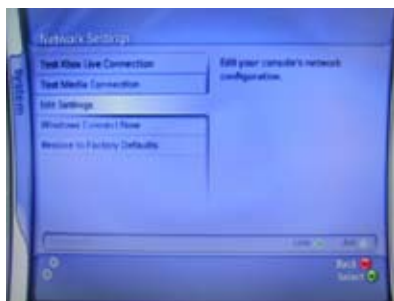 Network Settings
System
Test Xbox Live Connection
Test Media Connection
Edit Settings
Windows Connect Now
Restore to Factory Defaults
Edit your console's network
configuration.
Back
Select